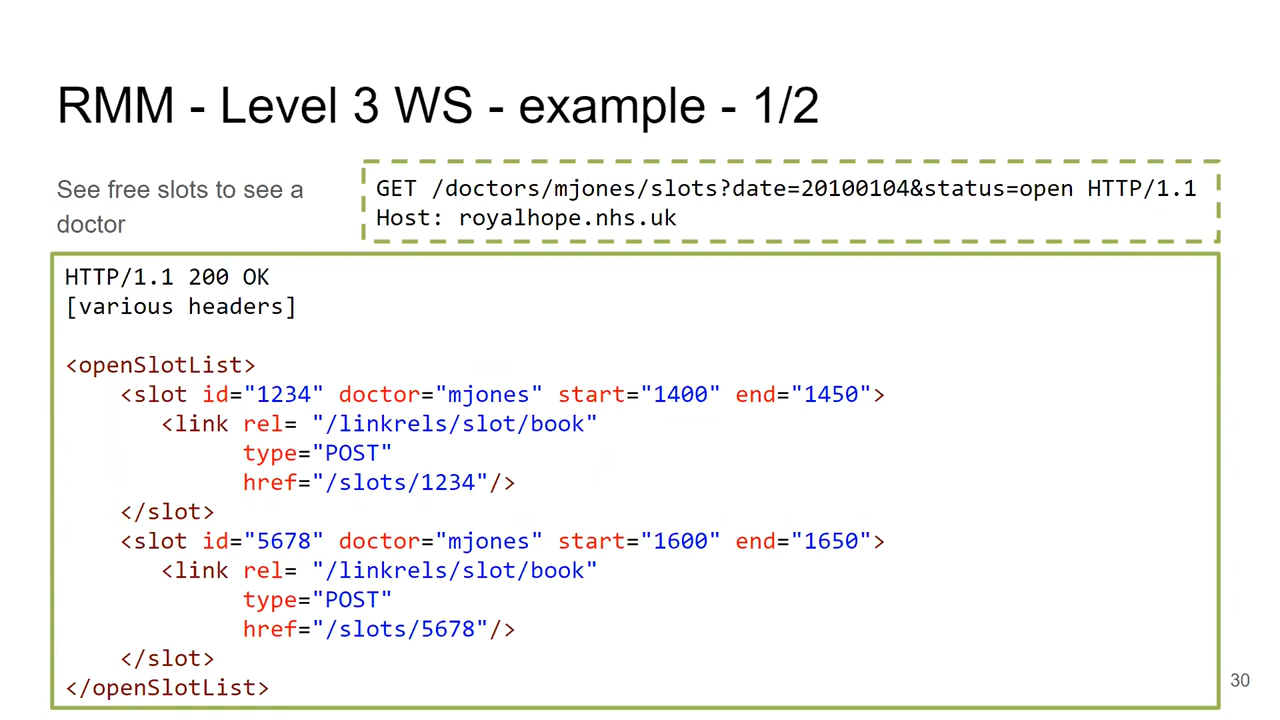 RMM - Level 3 WS - example - 1/2
See free slots to see a
doctor
GET /doctors/mjones/slots?date=20100104&status=open HTTP/1.1
Host: royalhope.nhs.uk
HTTP/1.1 200 OK
[various headers]
<openSlotList>
<slot id="1234" doctor="mjones" start="1400" end="1450">
<link rel= "/linkrels/slot/book"
type="POST"
href="/slots/1234"/>
</slot>
<slot id="5678" doctor="mjones" start="1600" end="1650">
<link rel= "/linkrels/slot/book"
type="POST"
href="/slots/5678"/>
</slot>
</openSlotList>
30